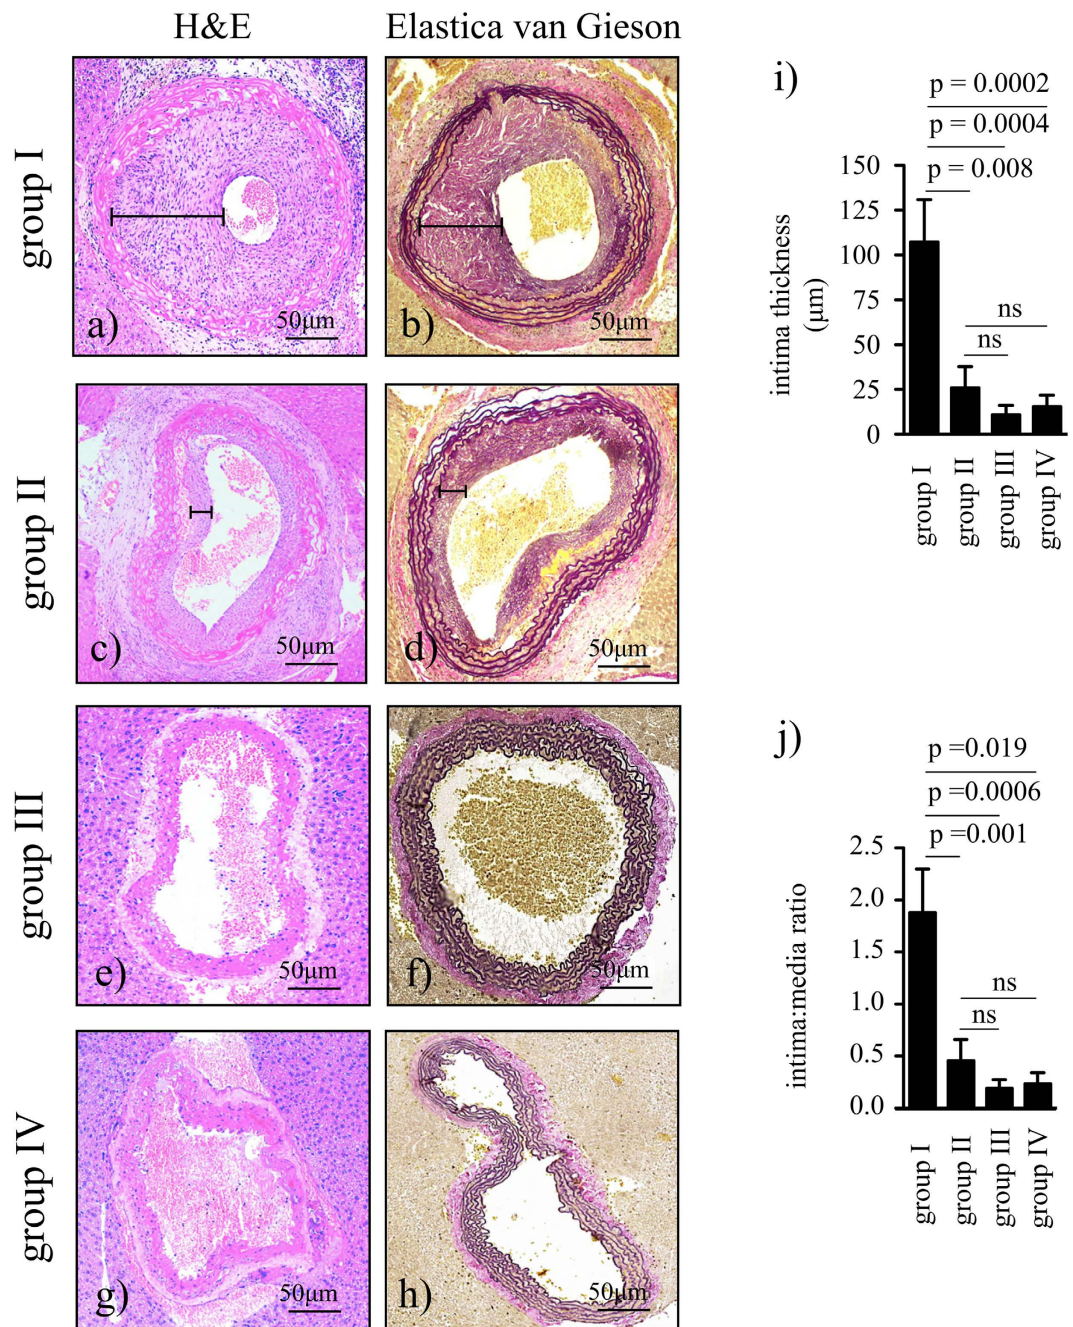 H&E
Elastica van Gieson
group I
a)
50μm
b)
50μm
group II
c)
50μm
d)
50μm
group III
e)
50μm
f)
50μm
group IV
g)
50μm
h)
50μm
i)
p = 0.0002
p = 0.0004
p = 0.008
150
125
100
75
50
25
0
intima thickness
(μm)
ns
ns
group I
group II
group III
group IV
j)
p =0.019
p =0.0006
p =0.001
2.5
2.0
1.5
1.0
0.5
0.0
intima:media ratio
ns
ns
group I
group II
group III
group IV